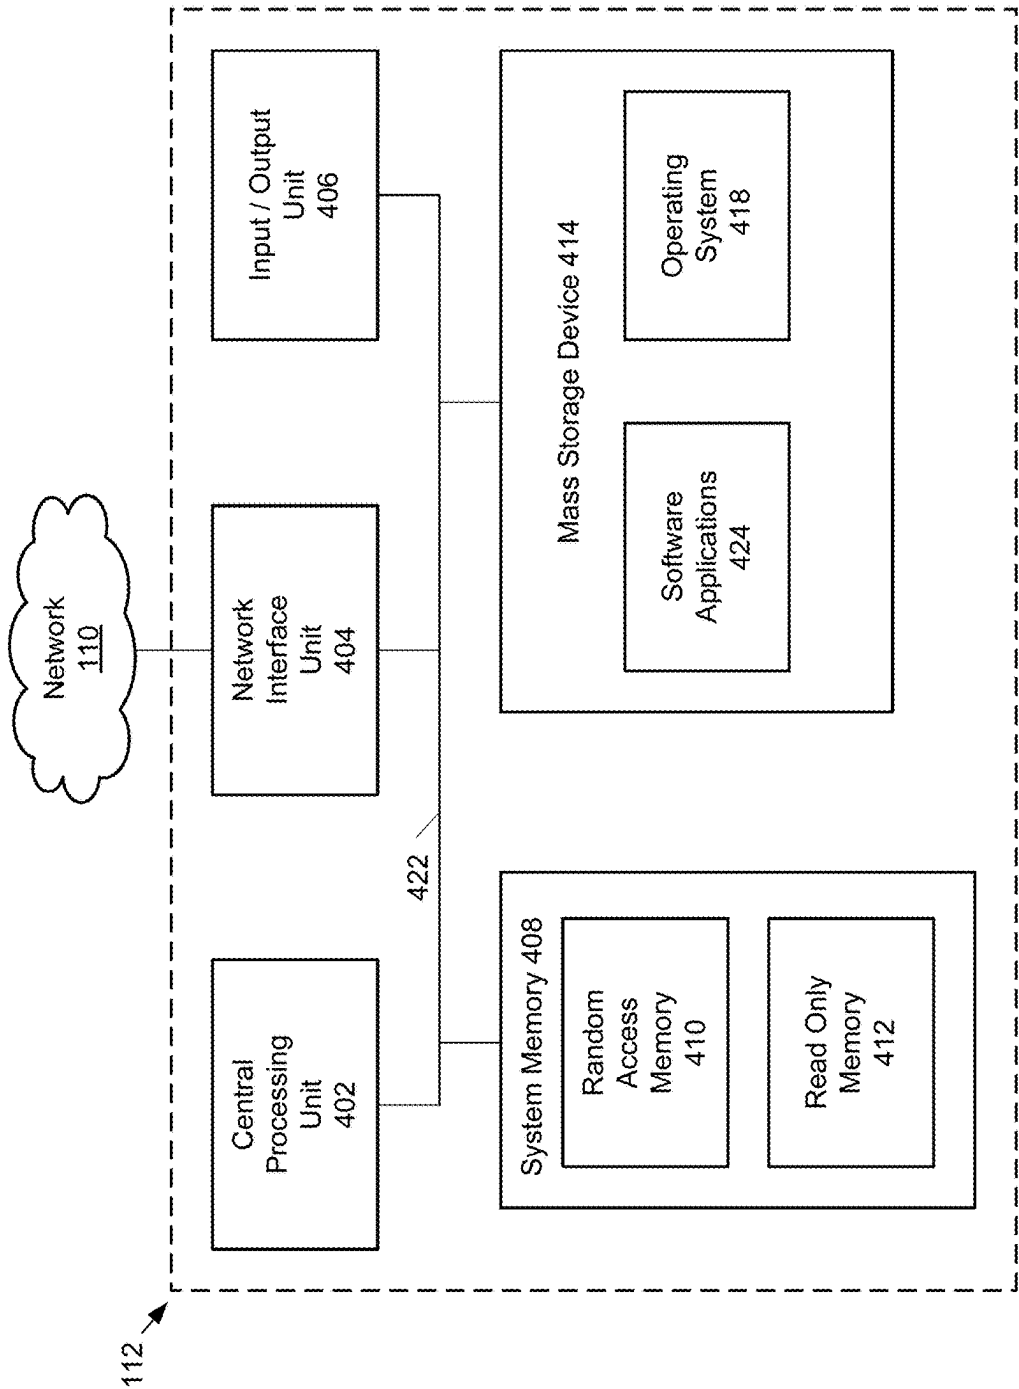 Network
110
112
Central
Processing
Unit
402
Network
Interface
Unit
404
Input / Output
Unit
406
422
System Memory 408
Random
Access
Memory
410
Read Only
Memory
412
Mass Storage Device 414
Software
Applications
424
Operating
System
418